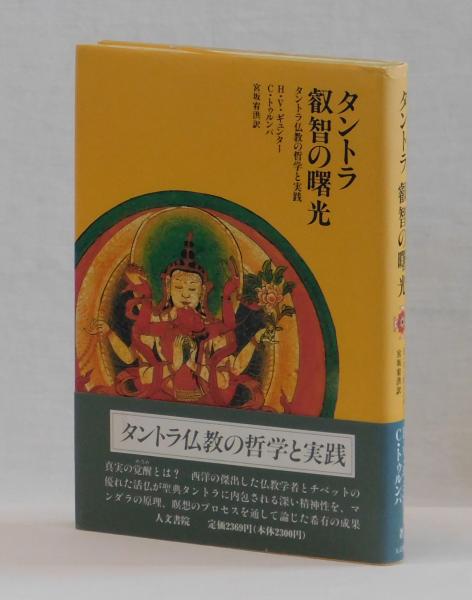 タントラ
叡智の曙光
タントラ仏教の哲学と実践
H・V・ギュンター
C・トゥルンパ
宮坂宥洪訳
タントラ仏教の哲学と実践
真実の覚醒とは? 西洋の傑出した仏教学者とチベットの
優れた活仏が聖典タントラに内包される深い精神性を、マ
ンダラの原理、瞑想のプロセスを通して論じた希有の成果
人文書院 定価2369円(本体2300円)
タントラ 叡智の曙光
宮坂宥洪訳
C・トゥルンパ